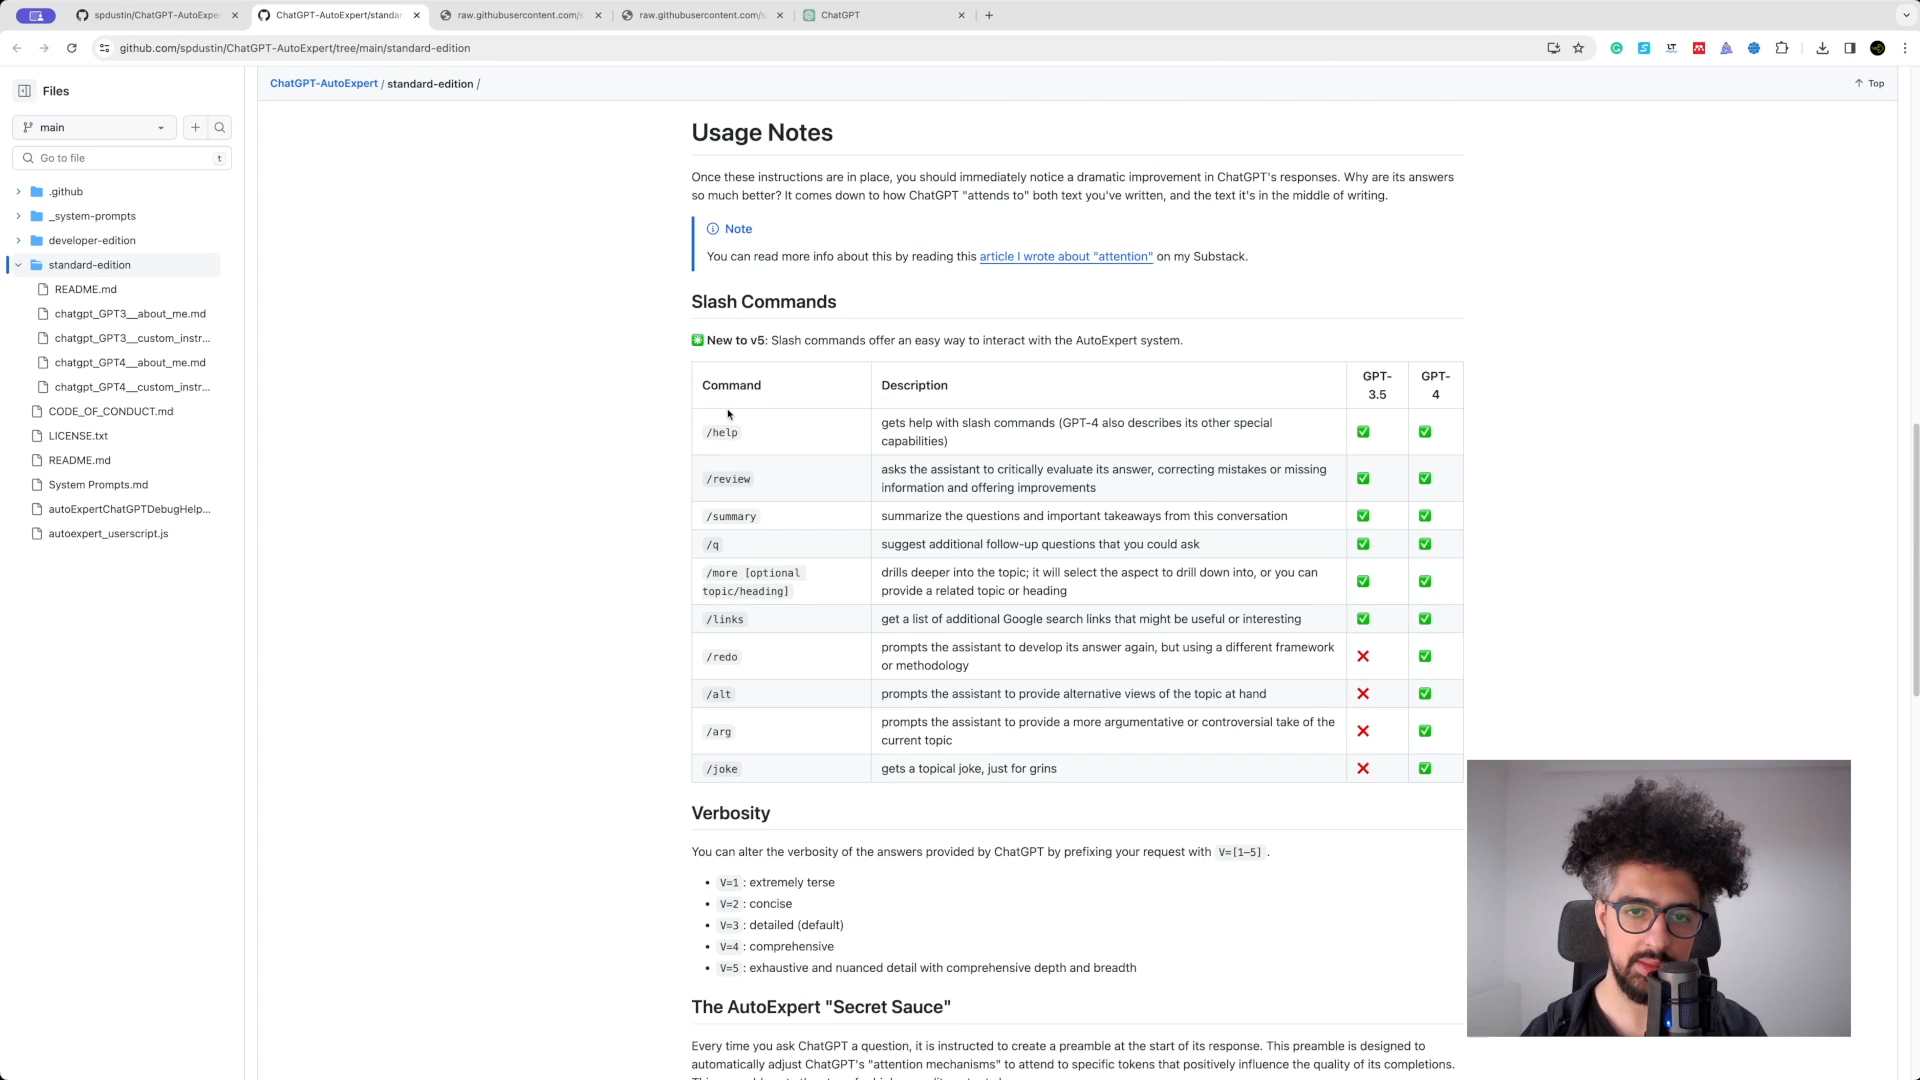 spdustin/ChatGPT-AutoExper
ChatGPT-AutoExpert/standar
raw.githubusercontent.com/s
raw.githubusercontent.com/s
ChatGPT
github.com/spdustin/ChatGPT-AutoExpert/tree/main/standard-edition
Files
ChatGPT-AutoExpert / standard-edition /
Top
main
Go to file
t
.github
_system-prompts
developer-edition
standard-edition
README.md
chatgpt_GPT3__about_me.md
chatgpt_GPT3__custom_instr...
chatgpt_GPT4__about_me.md
chatgpt_GPT4__custom_instr...
CODE_OF_CONDUCT.md
LICENSE.txt
README.md
System Prompts.md
autoExpertChatGPTDebugHelp...
autoexpert_userscript.js
Usage Notes
Once these instructions are in place, you should immediately notice a dramatic improvement in ChatGPT's responses. Why are its answers
so much better? It comes down to how ChatGPT "attends to" both text you've written, and the text it's in the middle of writing.
Note
You can read more info about this by reading this article I wrote about "attention" on my Substack.
Slash Commands
New to v5: Slash commands offer an easy way to interact with the AutoExpert system.
Command Description GPT-3.5 GPT-4
/help gets help with slash commands (GPT-4 also describes its other special
capabilities)
/review asks the assistant to critically evaluate its answer, correcting mistakes or missing
information and offering improvements
/summary summarize the questions and important takeaways from this conversation
/q suggest additional follow-up questions that you could ask
/more [optional drills deeper into the topic; it will select the aspect to drill down into, or you can
topic/heading] provide a related topic or heading
/links get a list of additional Google search links that might be useful or interesting
/redo prompts the assistant to develop its answer again, but using a different framework
or methodology
/alt prompts the assistant to provide alternative views of the topic at hand
/arg prompts the assistant to provide a more argumentative or controversial take of the
current topic
/joke gets a topical joke, just for grins
Verbosity
You can alter the verbosity of the answers provided by ChatGPT by prefixing your request with V=[1–5] .
• V=1 : extremely terse
• V=2 : concise
• V=3 : detailed (default)
• V=4 : comprehensive
• V=5 : exhaustive and nuanced detail with comprehensive depth and breadth
The AutoExpert "Secret Sauce"
Every time you ask ChatGPT a question, it is instructed to create a preamble at the start of its response. This preamble is designed to
automatically adjust ChatGPT's "attention mechanisms" to attend to specific tokens that positively influence the quality of its completions.